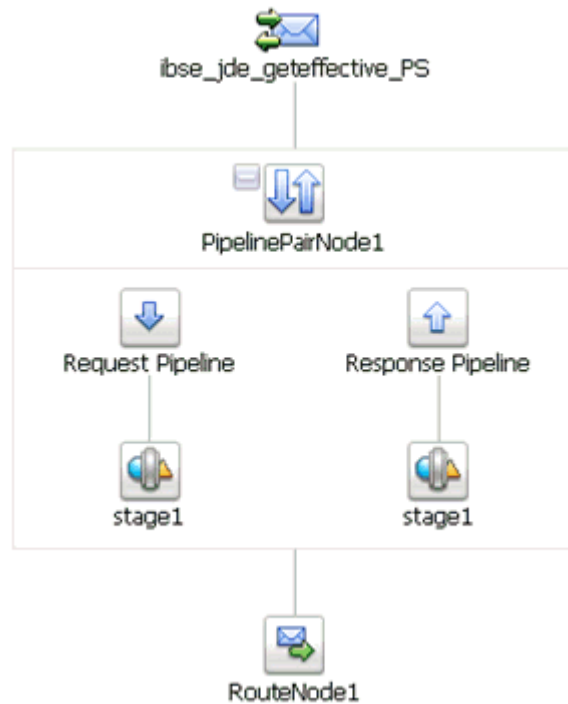 ibse_jde_geteffective_PS
PipelinePairNode1
Request Pipeline
Response Pipeline
stage1
stage1
RouteNode1